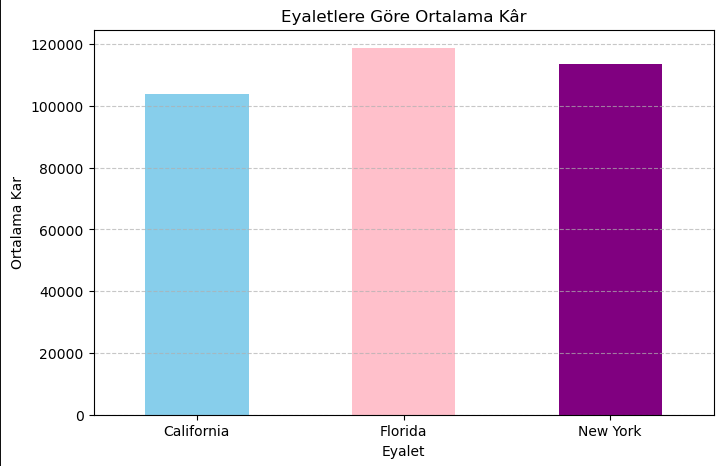 Eyaletlere Göre Ortalama Kâr
120000
100000
80000
60000
40000
20000
0
Ortalama Kar
California Florida New York
Eyalet